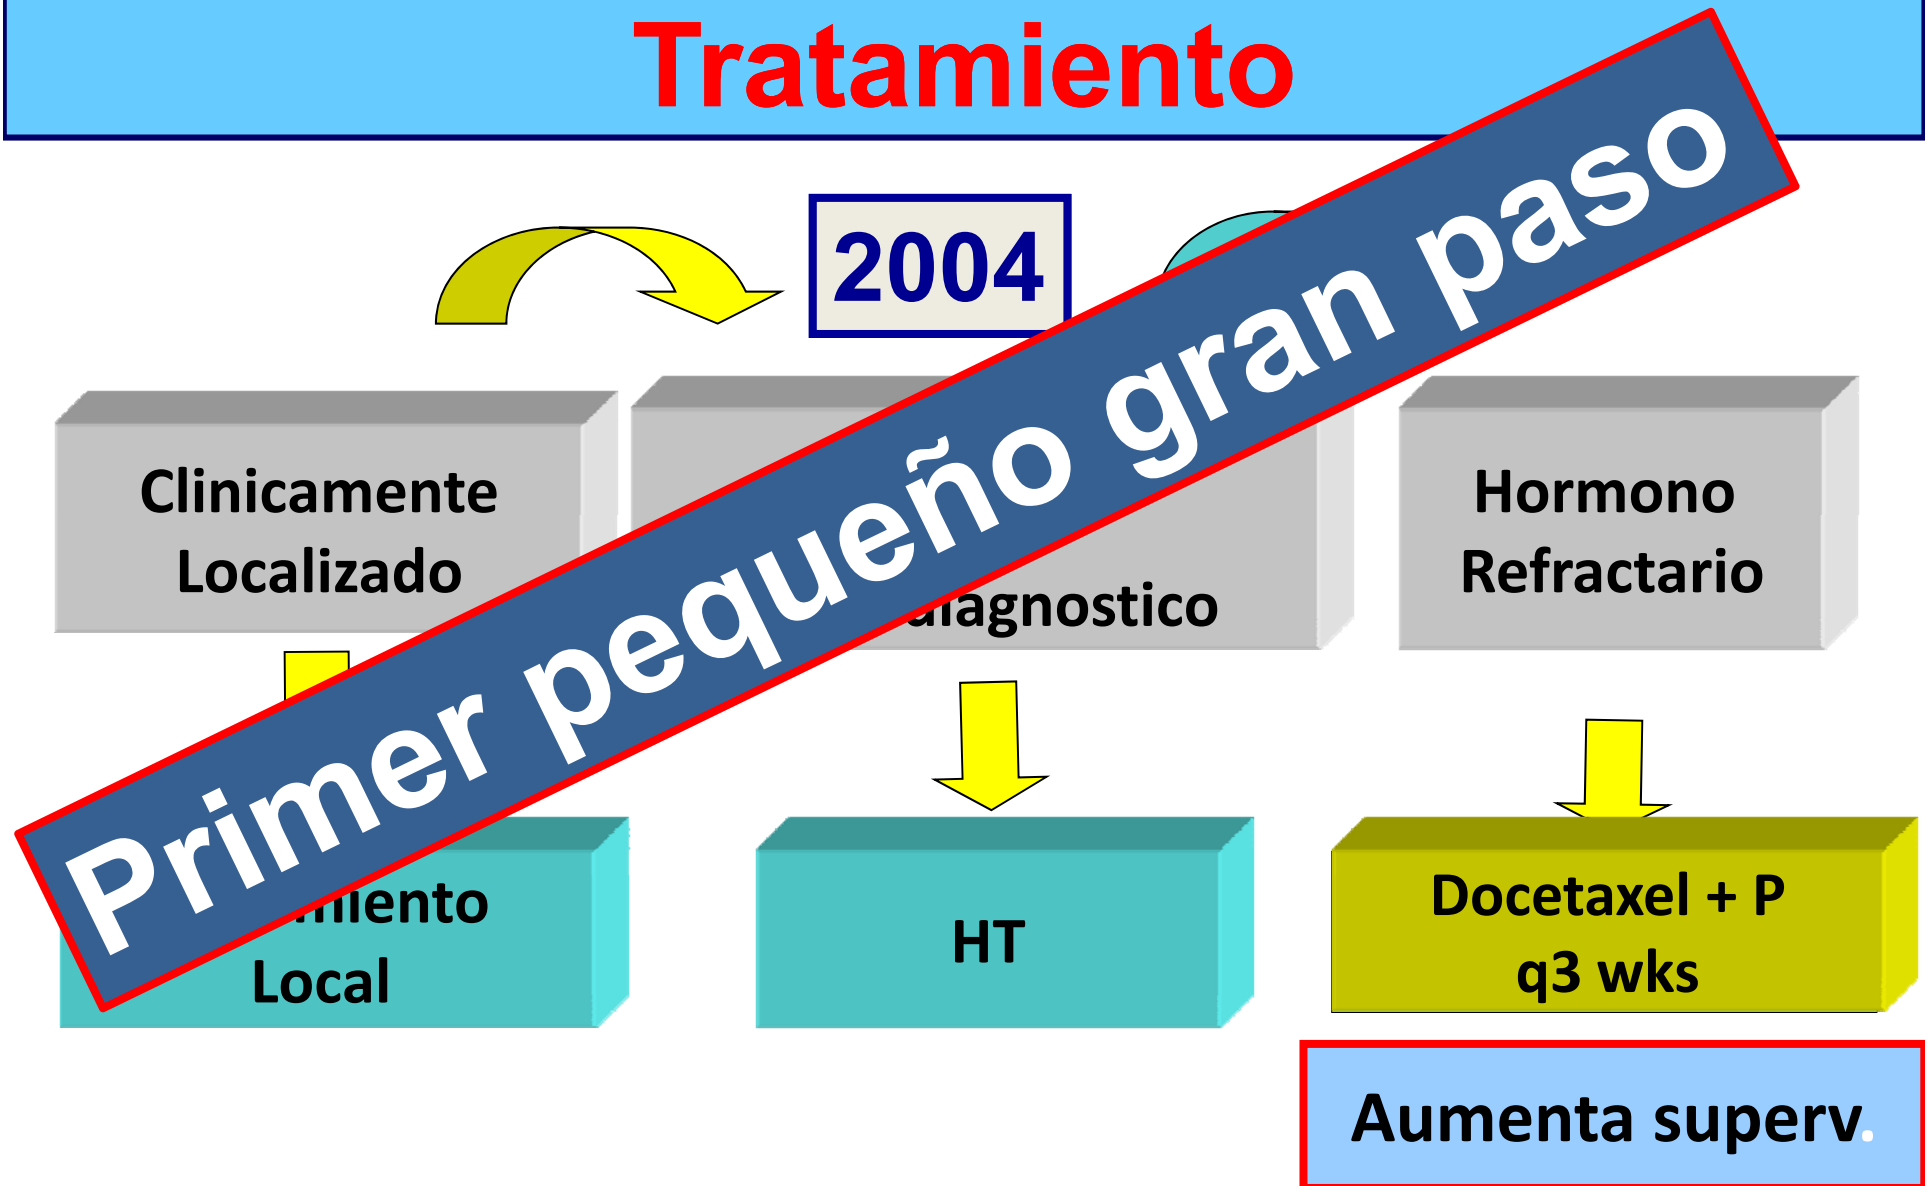 Tratamiento
2004
Primer pequeño gran paso
Clinicamente
Localizado
diagnostico
Hormono
Refractario
Local
HT
Docetaxel + P
q3 wks
Aumenta superv.